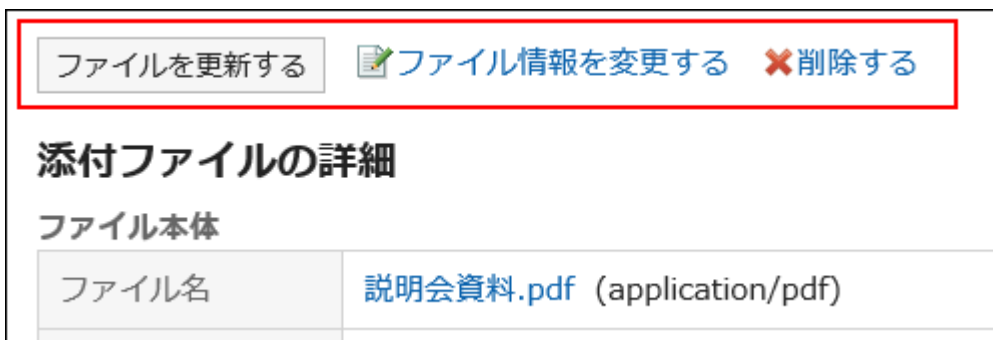 ファイルを更新する ファイル情報を変更する 削除する
添付ファイルの詳細
ファイル本体
ファイル名 説明会資料.pdf (application/pdf)